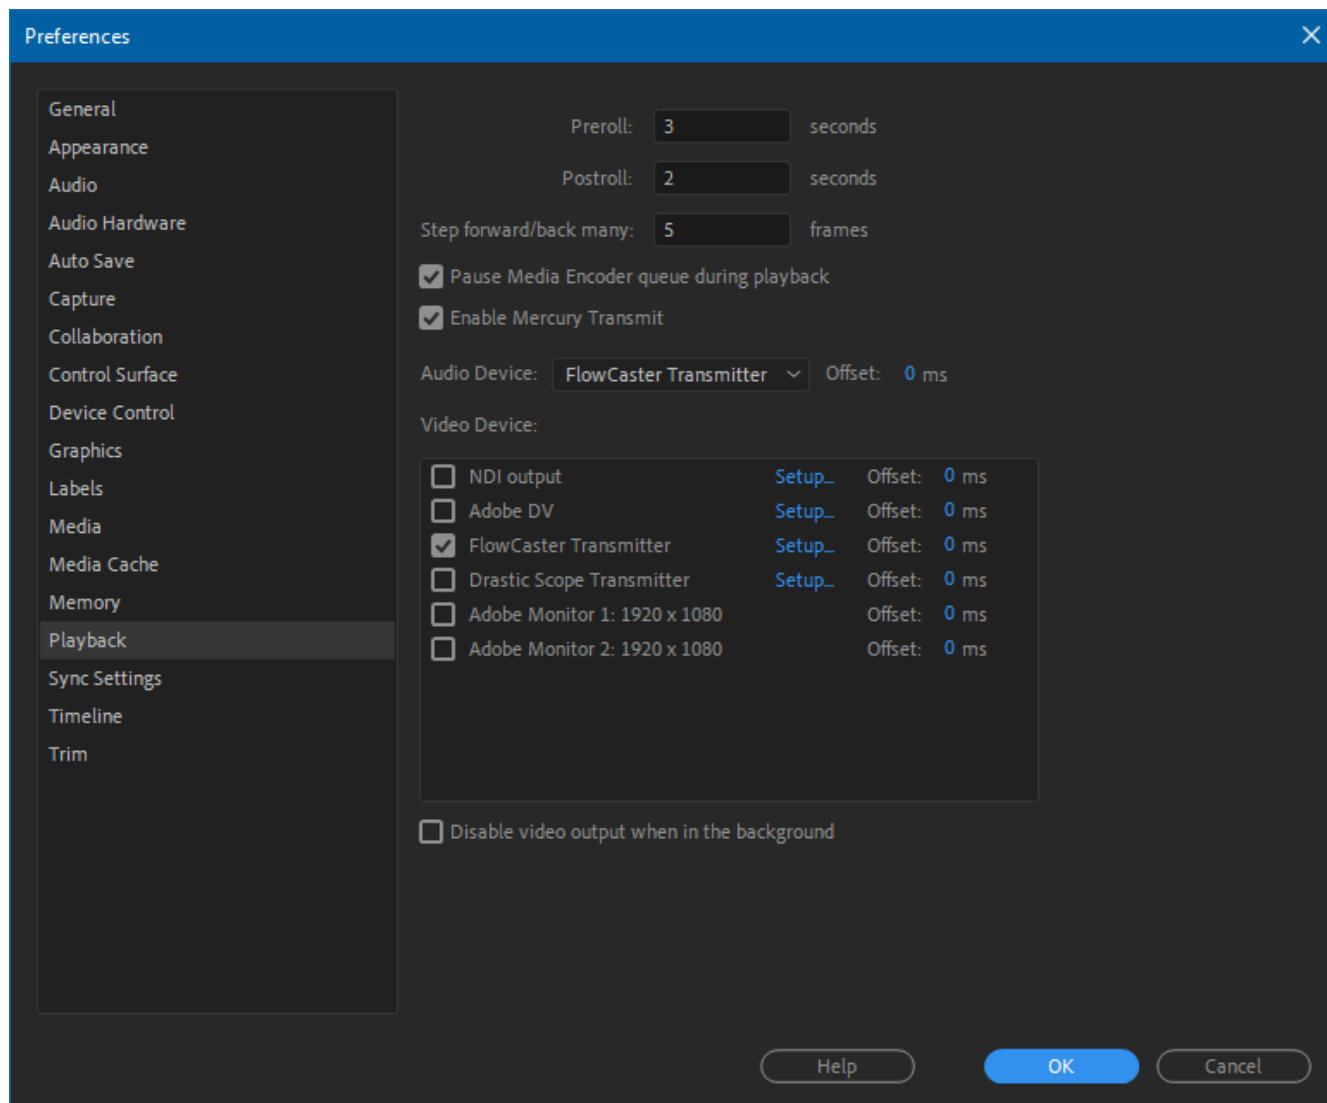 Preferences
General
Appearance
Audio
Audio Hardware
Auto Save
Capture
Collaboration
Control Surface
Device Control
Graphics
Labels
Media
Media Cache
Memory
Playback
Sync Settings
Timeline
Trim
Preroll: 3 seconds
Postroll: 2 seconds
Step forward/back many: 5 frames
Pause Media Encoder queue during playback
Enable Mercury Transmit
Audio Device: FlowCaster Transmitter Offset: 0 ms
Video Device:
NDI output Setup... Offset: 0 ms
Adobe DV Setup... Offset: 0 ms
FlowCaster Transmitter Setup... Offset: 0 ms
Drastic Scope Transmitter Setup... Offset: 0 ms
Adobe Monitor 1: 1920 x 1080 Offset: 0 ms
Adobe Monitor 2: 1920 x 1080 Offset: 0 ms
Disable video output when in the background
Help OK Cancel